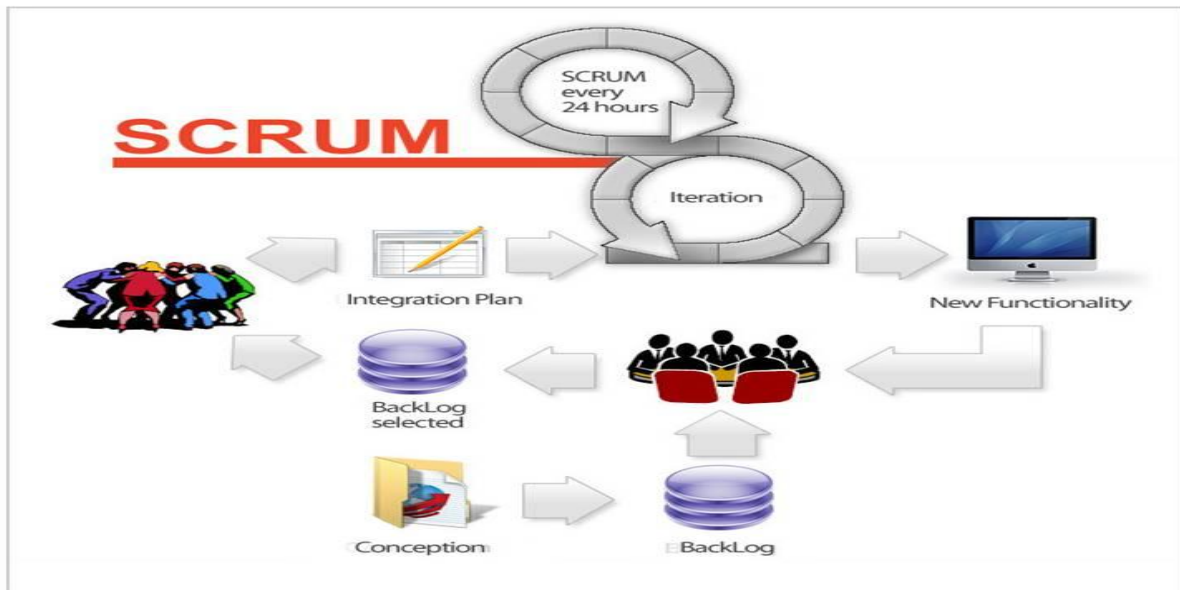 SCRUM
every
24 hours
SCRUM
Iteration
Integration Plan
New Functionality
BackLog
selected
Conception
BackLog